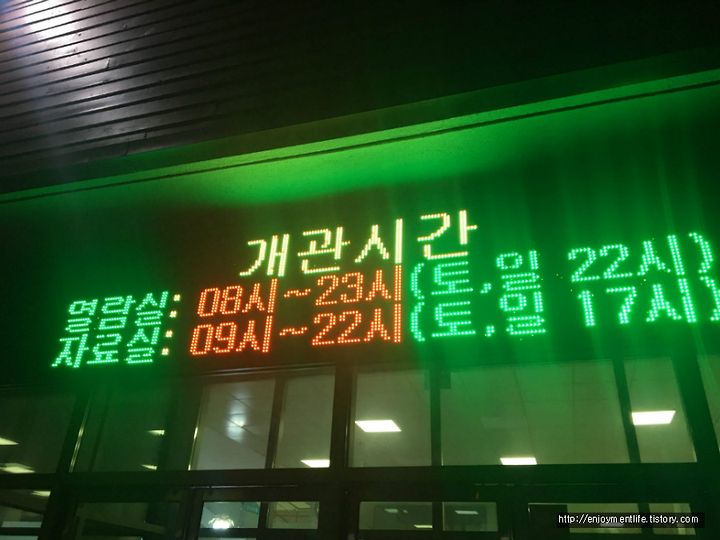 개관시간
열람실: 08시~23시(토,일 22시)
자료실: 09시~22시(토,일 17시)
http://enjoymentlife.tistory.com